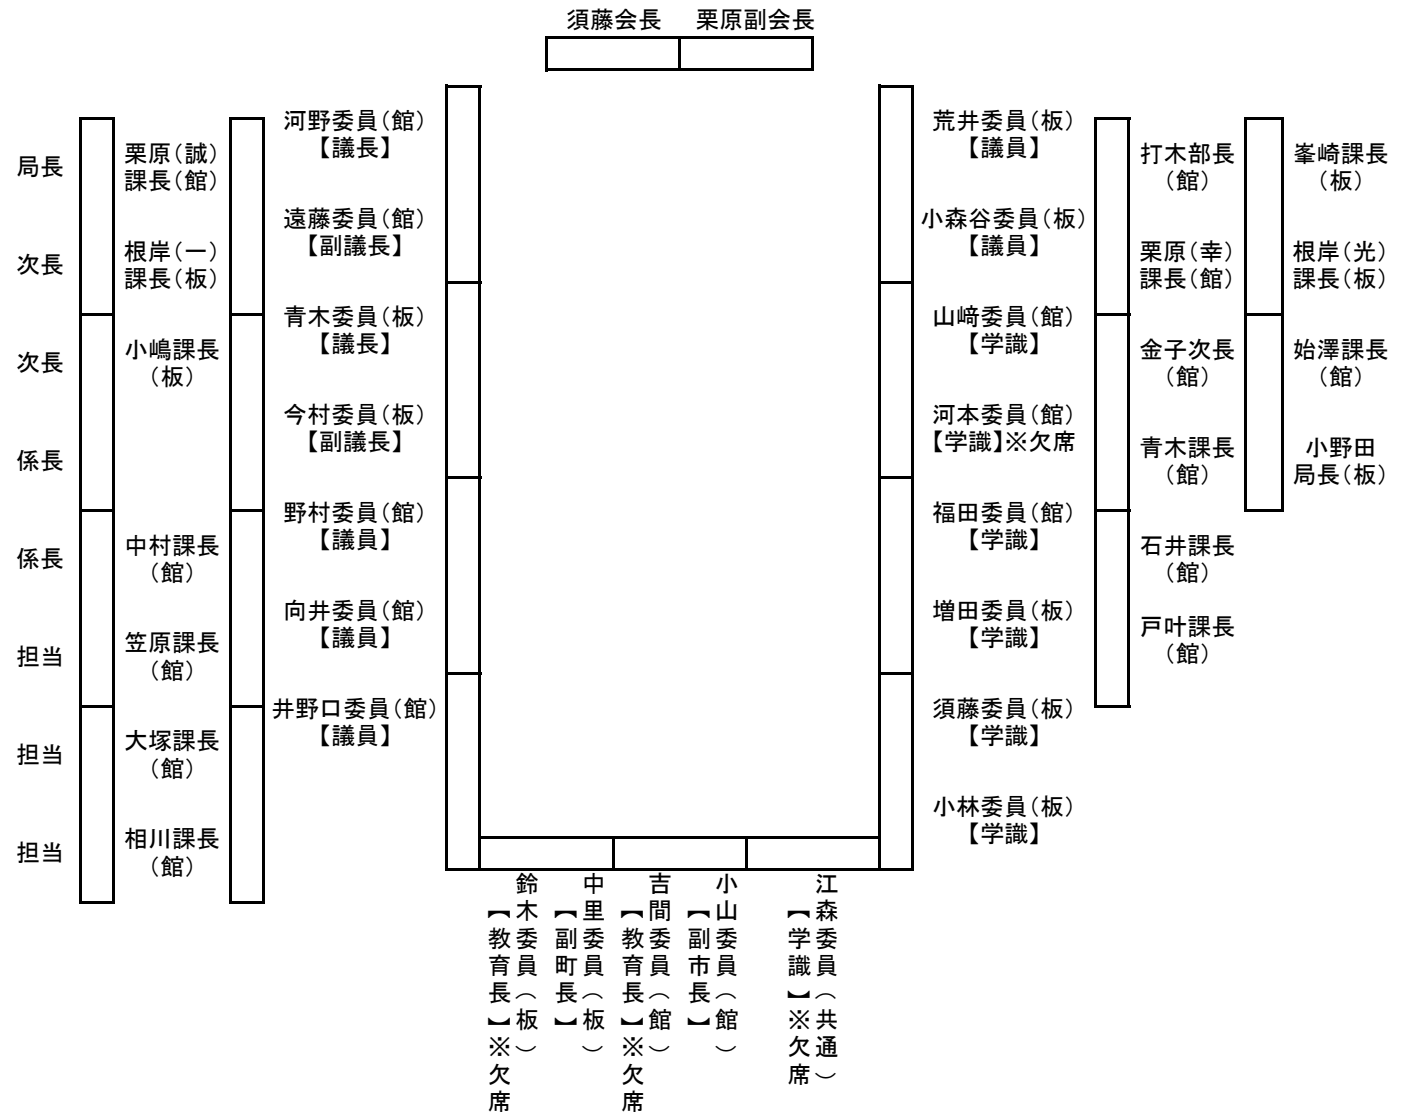 須藤会長
栗原副会長
局長
次長
次長
係長
係長
担当
担当
担当
栗原（誠）
課長（館）
根岸（一）
課長（板）
小嶋課長
（板）
中村課長
（館）
笠原課長
（館）
大塚課長
（館）
相川課長
（館）
河野委員（館）
【議長】
遠藤委員（館）
【副議長】
青木委員（板）
【議長】
今村委員（板）
【副議長】
野村委員（館）
【議員】
向井委員（館）
【議員】
井野口委員（館）
【議員】
荒井委員（板）
【議員】
小森谷委員（板）
【議員】
山﨑委員（館）
【学識】
河本委員（館）
【学識】※欠席
福田委員（館）
【学識】
増田委員（板）
【学識】
須藤委員（板）
【学識】
小林委員（板）
【学識】
打木部長
（館）
栗原（幸）
課長（館）
金子次長
（館）
青木課長
（館）
石井課長
（館）
戸叶課長
（館）
峯崎課長
（板）
根岸（光）
課長（板）
始澤課長
（館）
小野田
局長（板）
江森委員（共通）
【学識】※欠席
小山委員（館）
【副市長】
吉間委員（館）
【教育長】※欠席
中里委員（板）
【副町長】
鈴木委員（板）
【教育長】※欠席